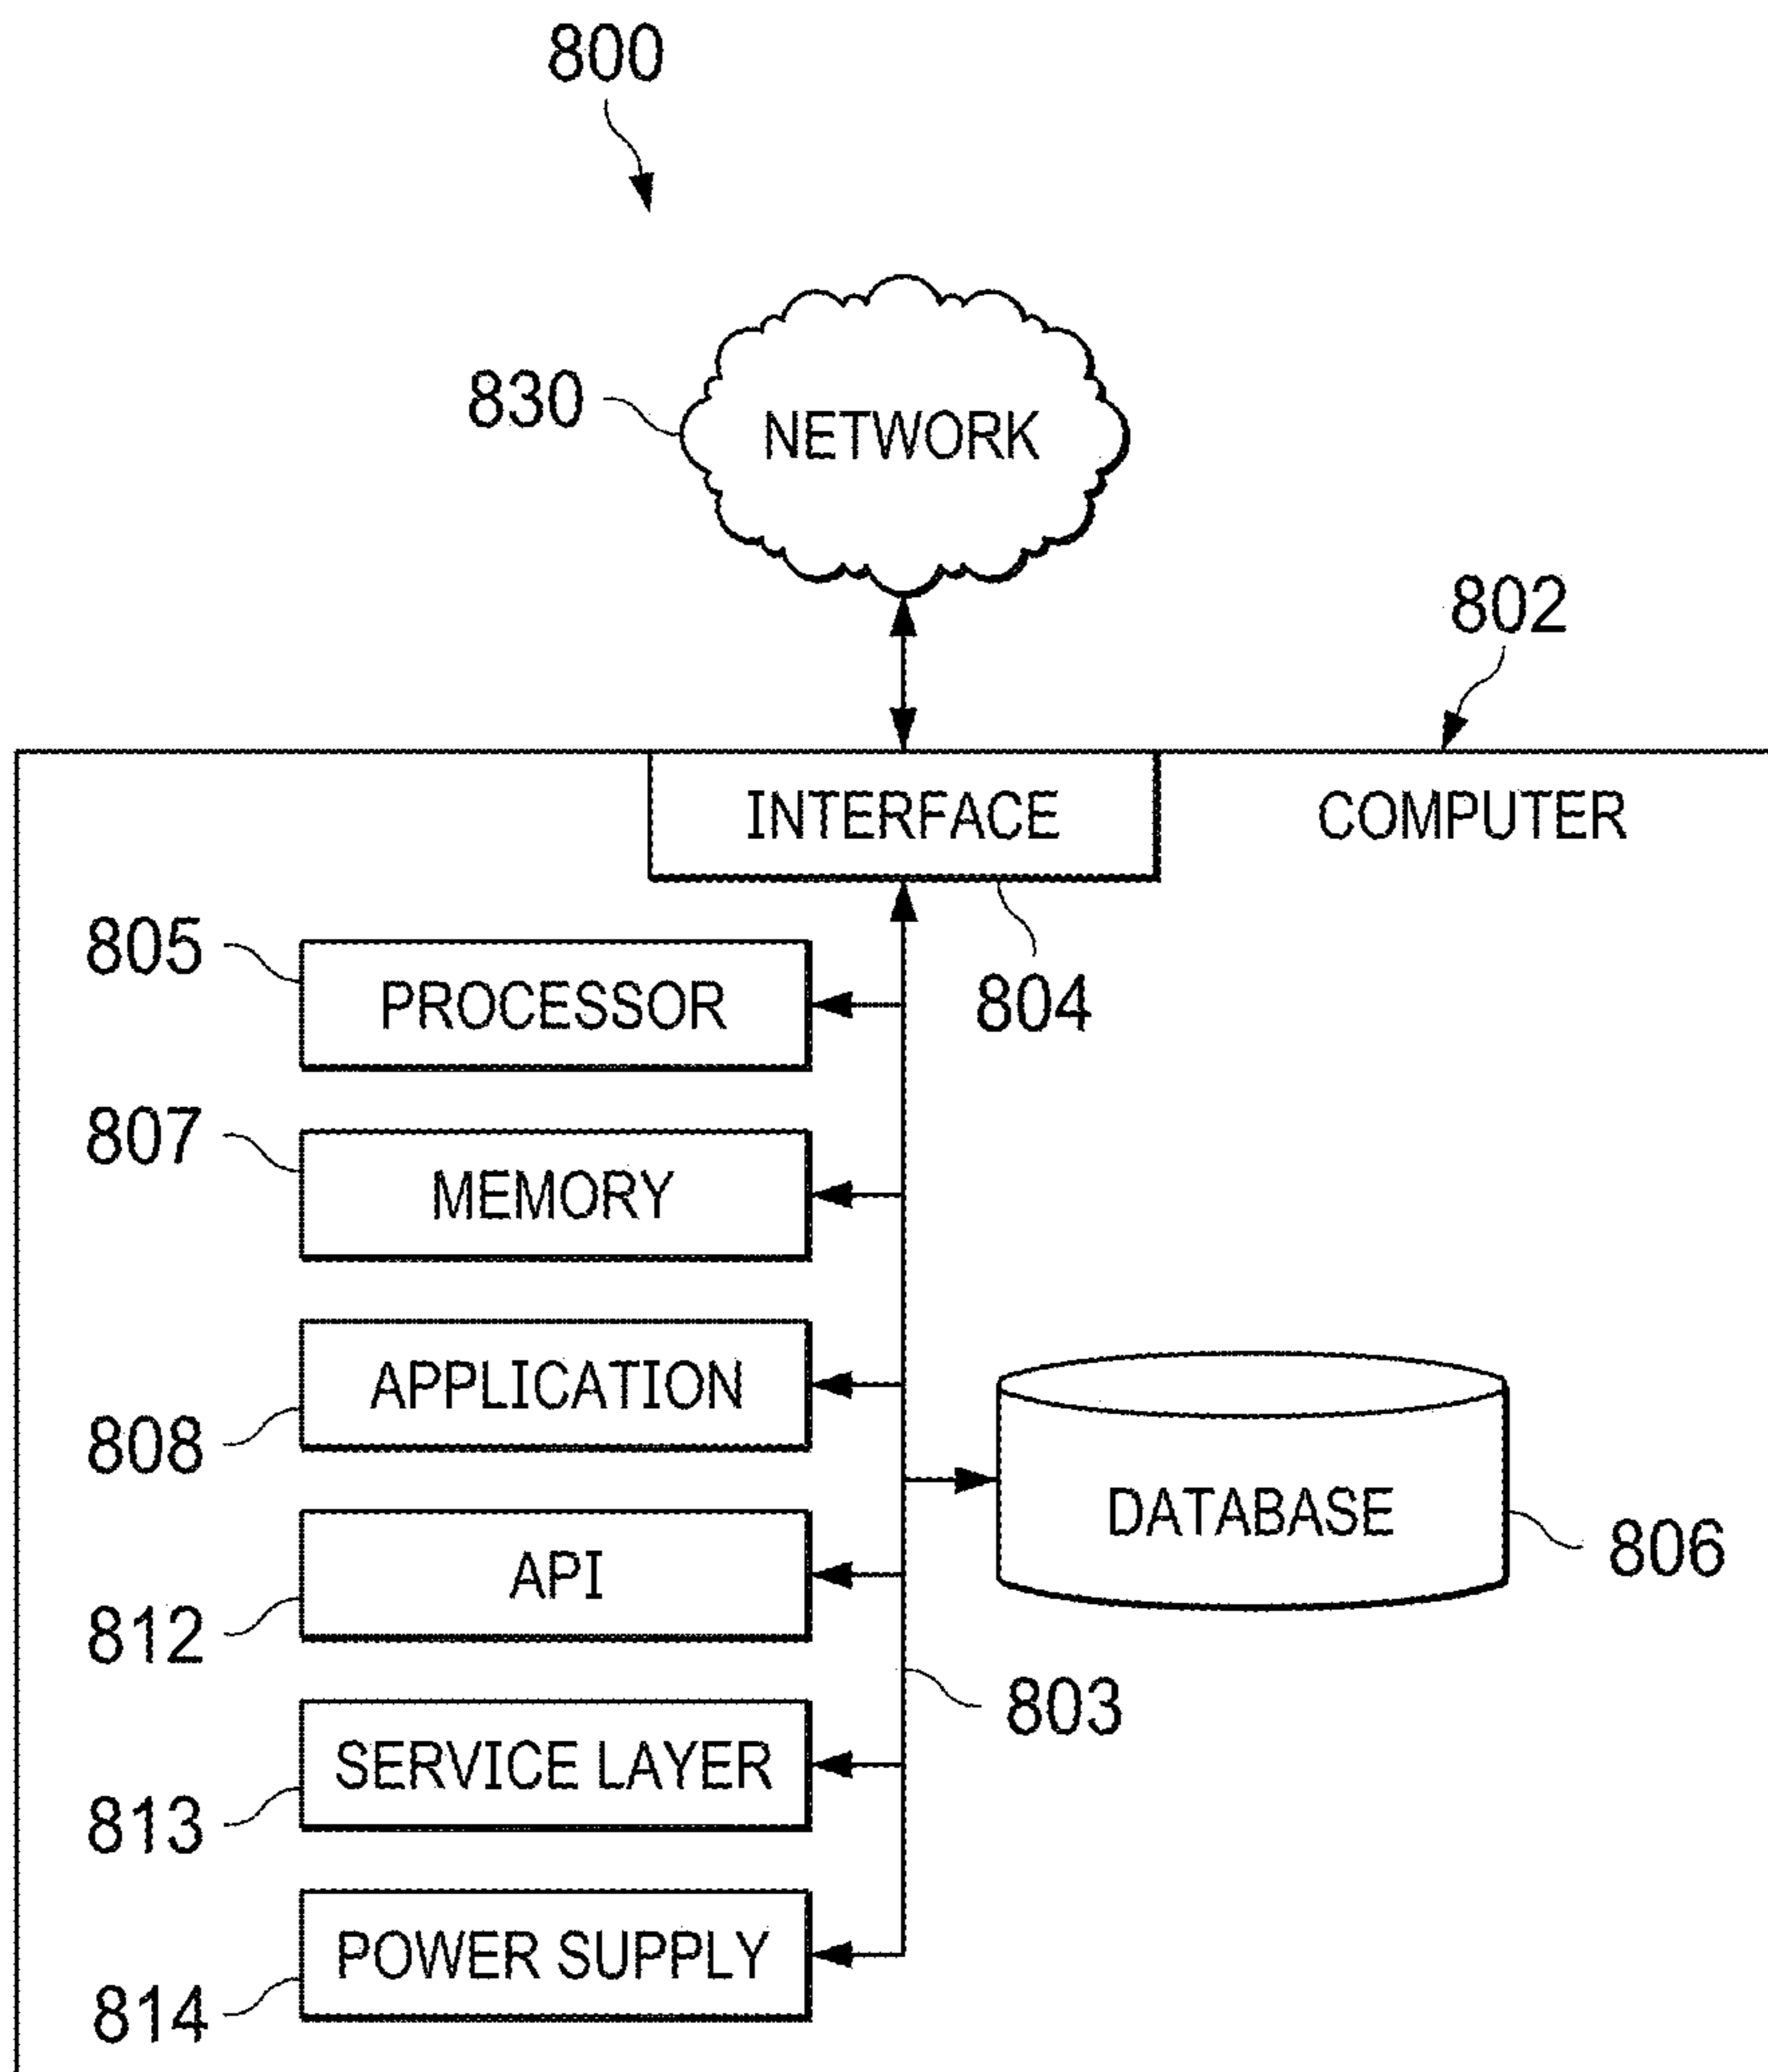 800
830
NETWORK
802
INTERFACE
COMPUTER
805
PROCESSOR
804
807
MEMORY
APPLICATION
808
DATABASE
806
API
812
803
SERVICE LAYER
813
POWER SUPPLY
814